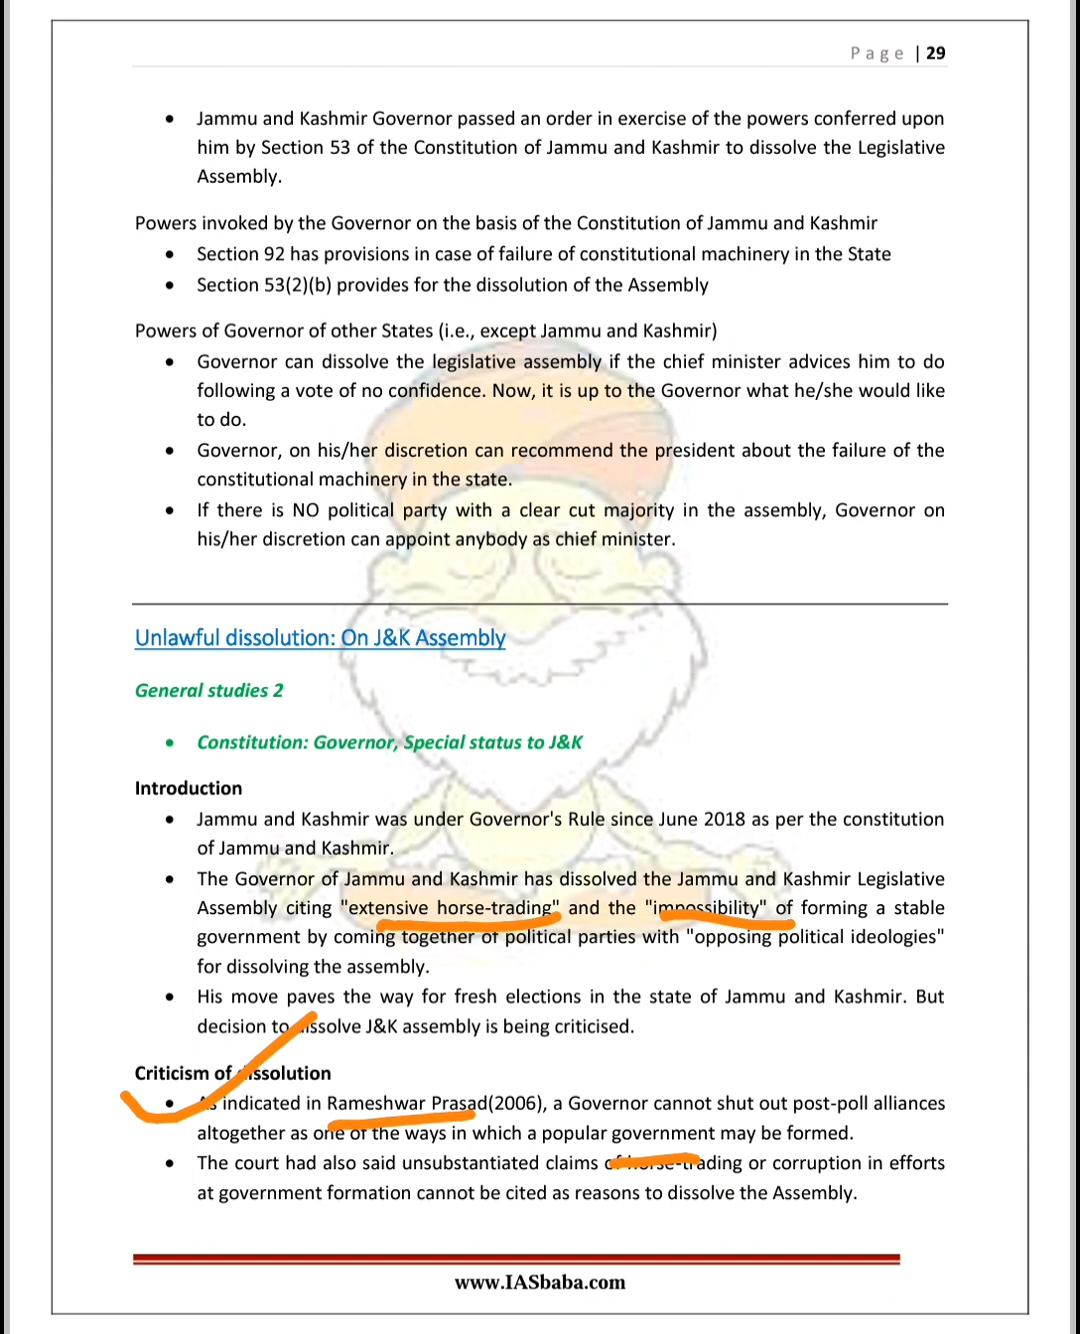 Page | 29
• Jammu and Kashmir Governor passed an order in exercise of the powers conferred upon
him by Section 53 of the Constitution of Jammu and Kashmir to dissolve the Legislative
Assembly.
Powers invoked by the Governor on the basis of the Constitution of Jammu and Kashmir
• Section 92 has provisions in case of failure of constitutional machinery in the State
• Section 53(2)(b) provides for the dissolution of the Assembly
Powers of Governor of other States (i.e., except Jammu and Kashmir)
• Governor can dissolve the legislative assembly if the chief minister advices him to do
following a vote of no confidence. Now, it is up to the Governor what he/she would like
to do.
• Governor, on his/her discretion can recommend the president about the failure of the
constitutional machinery in the state.
• If there is NO political party with a clear cut majority in the assembly, Governor on
his/her discretion can appoint anybody as chief minister.
Unlawful dissolution: On J&K Assembly
General studies 2
• Constitution: Governor, Special status to J&K
Introduction
• Jammu and Kashmir was under Governor's Rule since June 2018 as per the constitution
of Jammu and Kashmir.
• The Governor of Jammu and Kashmir has dissolved the Jammu and Kashmir Legislative
Assembly citing "extensive horse-trading" and the "impossibility" of forming a stable
government by coming together of political parties with "opposing political ideologies"
for dissolving the assembly.
• His move paves the way for fresh elections in the state of Jammu and Kashmir. But
decision to dissolve J&K assembly is being criticised.
Criticism of dissolution
• As indicated in Rameshwar Prasad(2006), a Governor cannot shut out post-poll alliances
altogether as one of the ways in which a popular government may be formed.
• The court had also said unsubstantiated claims of horse-trading or corruption in efforts
at government formation cannot be cited as reasons to dissolve the Assembly.
www.IASbaba.com